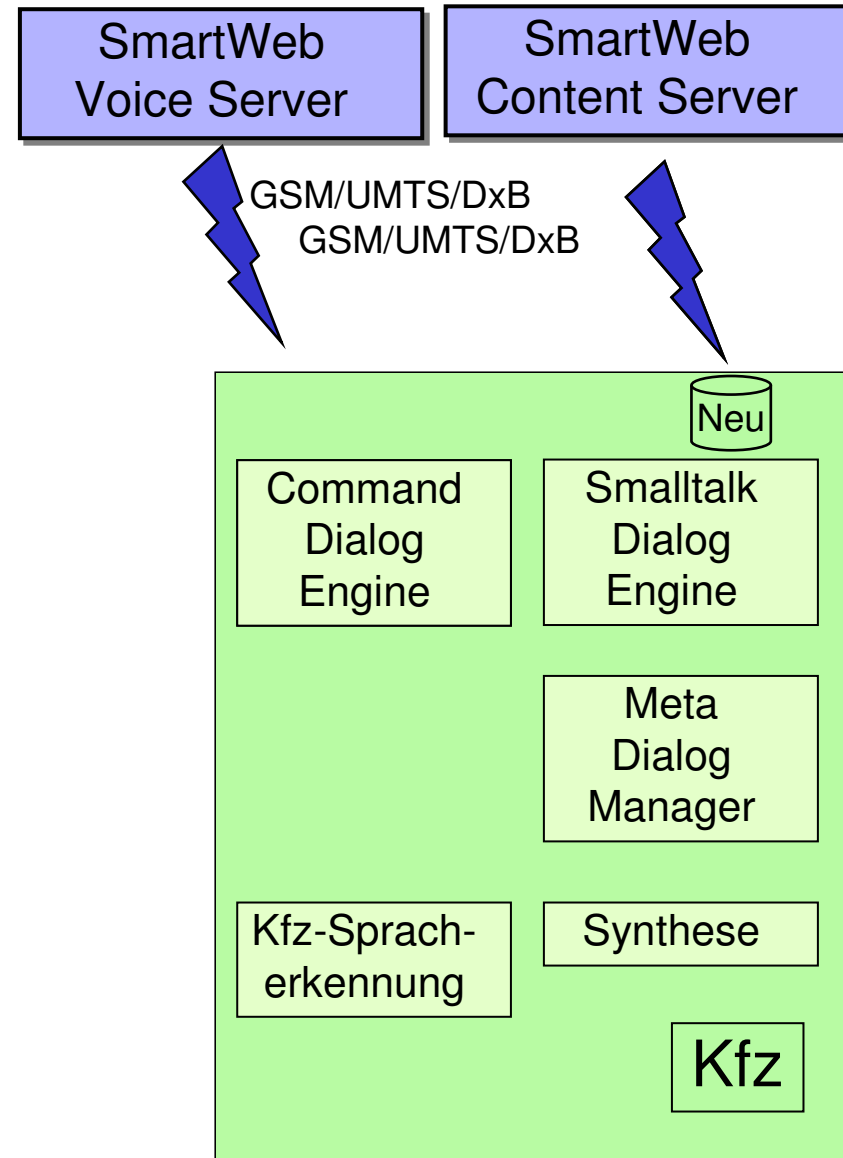 SmartWeb
Voice Server
SmartWeb
Content Server
GSM/UMTS/DxB
GSM/UMTS/DxB
Neu
Command
Dialog
Engine
Smalltalk
Dialog
Engine
Meta
Dialog
Manager
Kfz-Sprach-
erkennung
Synthese
Kfz